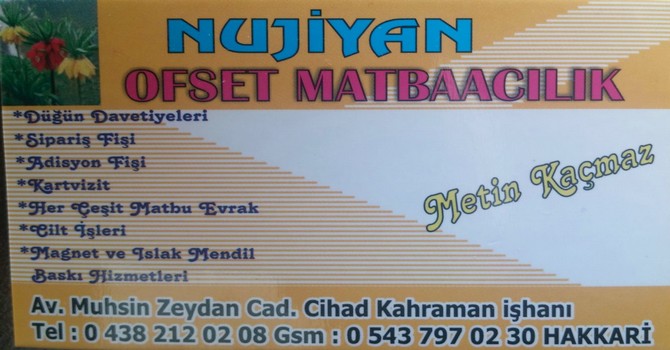 NUJİYAN
OFSET MATBAACILIK
*Düğün Davetiyeleri
*Sipariş Fişi
*Adisyon Fişi
*Kartvizit
*Her Çeşit Matbu Evrak
*Cilt İşleri
*Magnet ve Islak Mendil
Baskı Hizmetleri
Metin Kaçmaz
Av. Muhsin Zeydan Cad. Cihad Kahraman işhanı
Tel : 0 438 212 02 08 Gsm : 0 543 797 02 30 HAKKARİ